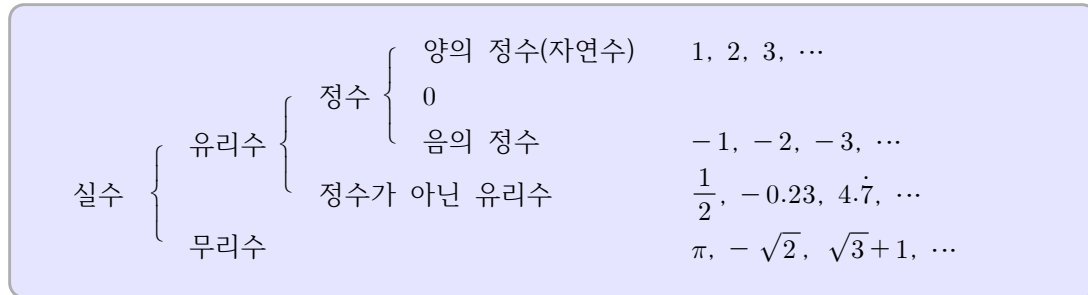 양의 정수(자연수) 1, 2, 3, ⋯
정수 0
유리수 음의 정수 −1, −2, −3, ⋯
실수 정수가 아닌 유리수 1/2, −0.23, 4.7̇, ⋯
무리수 π, −√2, √3+1, ⋯